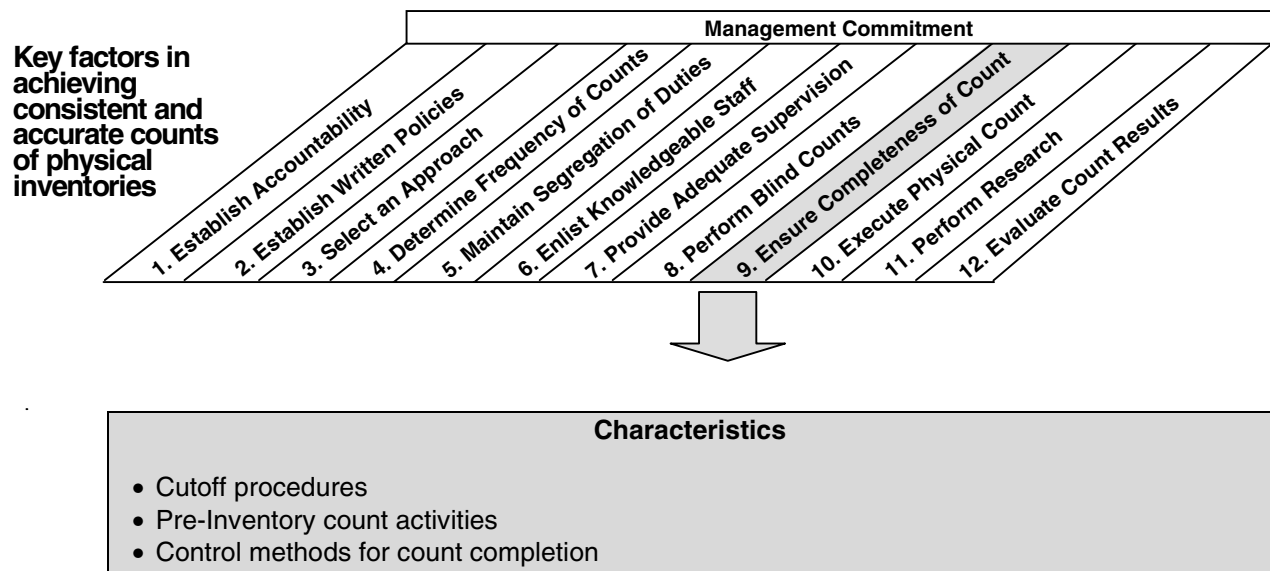 Management Commitment
Key factors in
achieving
consistent and
accurate counts
of physical
inventories
1. Establish Accountability
2. Establish Written Policies
3. Select an Approach
4. Determine Frequency of Counts
5. Maintain Segregation of Duties
6. Enlist Knowledgeable Staff
7. Provide Adequate Supervision
8. Perform Blind Counts
9. Ensure Completeness of Count
10. Execute Physical Count
11. Perform Research
12. Evaluate Count Results
.
Characteristics
• Cutoff procedures
• Pre-Inventory count activities
• Control methods for count completion